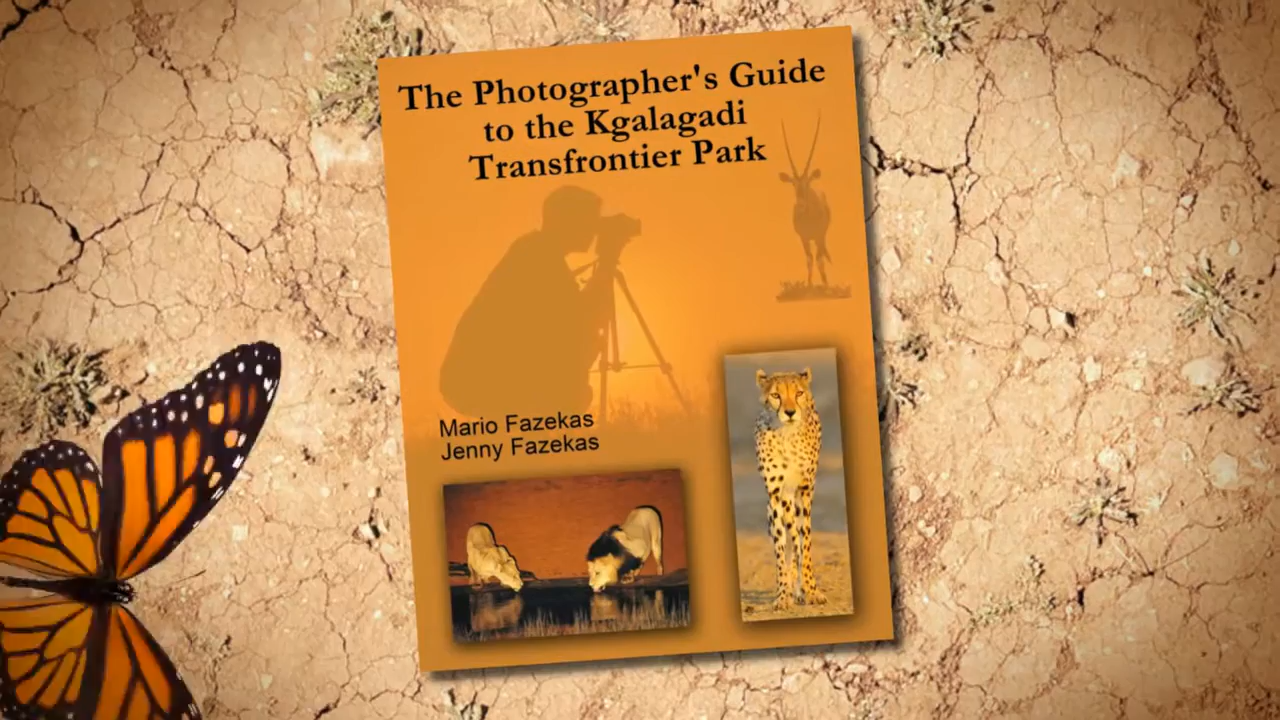 The Photographer's Guide
to the Kgalagadi
Transfrontier Park
Mario Fazekas
Jenny Fazekas